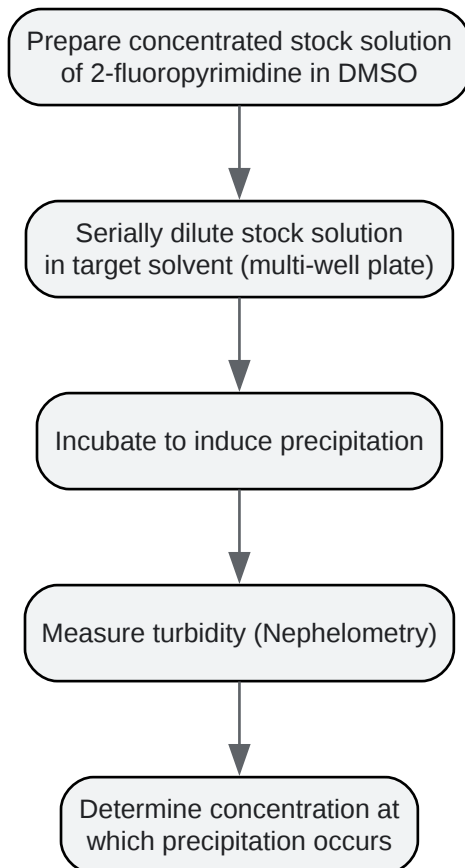 Prepare concentrated stock solution
of 2-fluoropyrimidine in DMSO
Serially dilute stock solution
in target solvent (multi-well plate)
Incubate to induce precipitation
Measure turbidity (Nephelometry)
Determine concentration at
which precipitation occurs